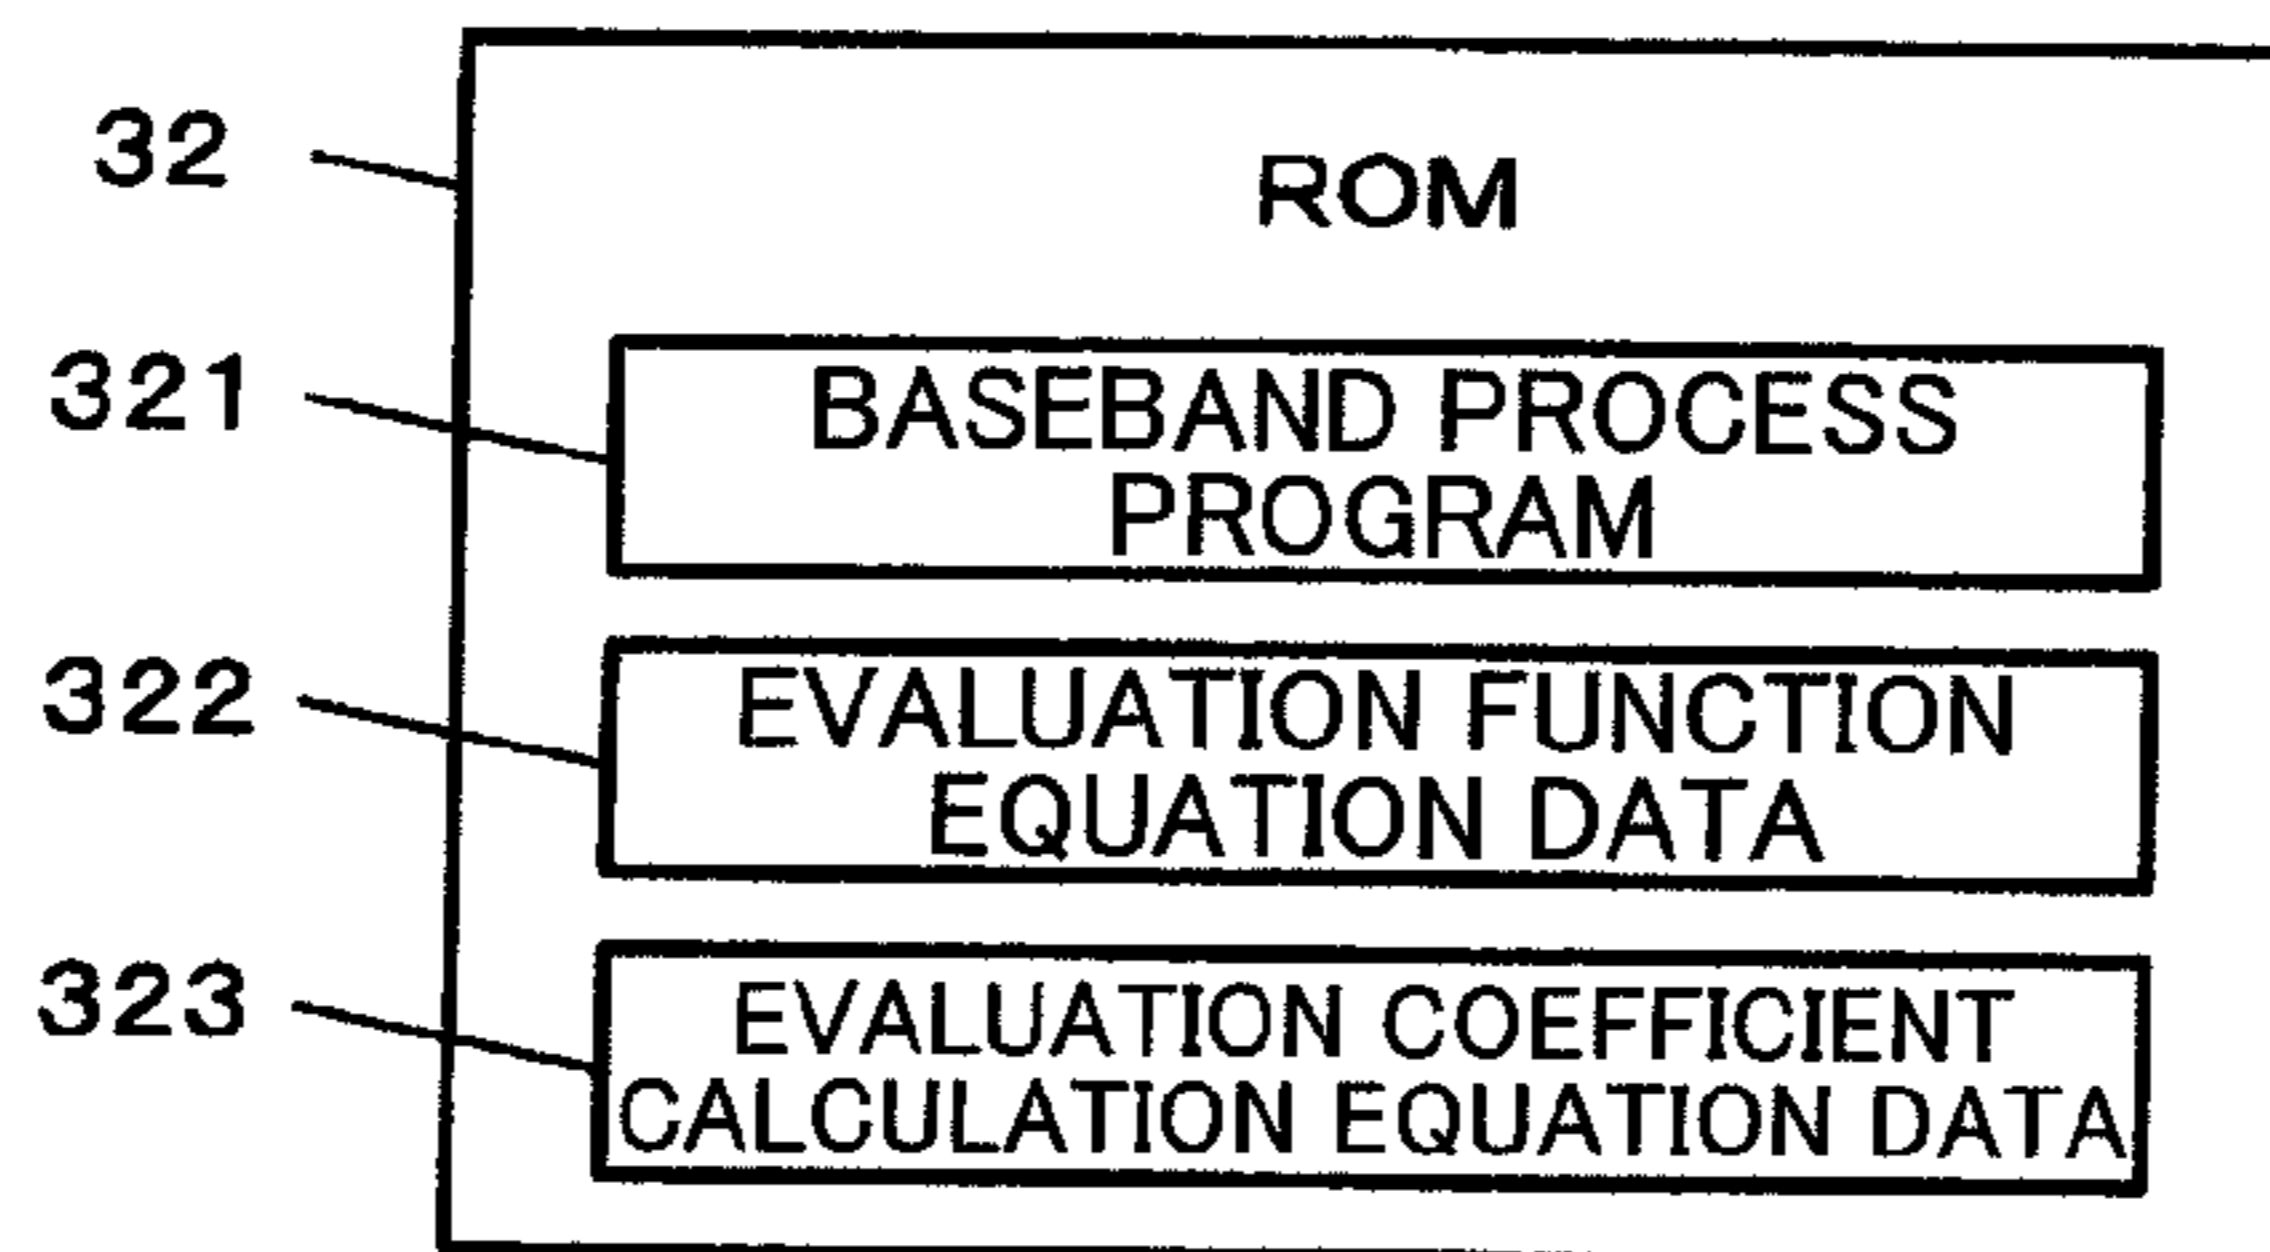 32
ROM
321
BASEBAND PROCESS
PROGRAM
322
EVALUATION FUNCTION
EQUATION DATA
323
EVALUATION COEFFICIENT
CALCULATION EQUATION DATA